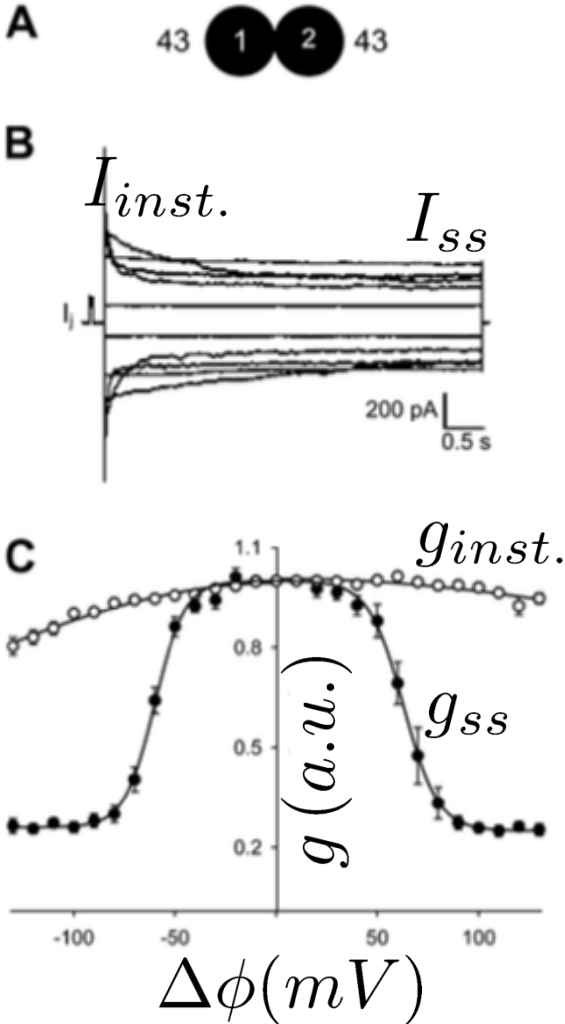 A
43 1 2 43
B
I_{inst.}
I_{ss}
I_j
200 pA
0.5 s
C
g_{inst.}
1.1
0.8
g_{ss}
0.5
g (a.u.)
0.2
-100 -50 50 100
Δϕ(mV)